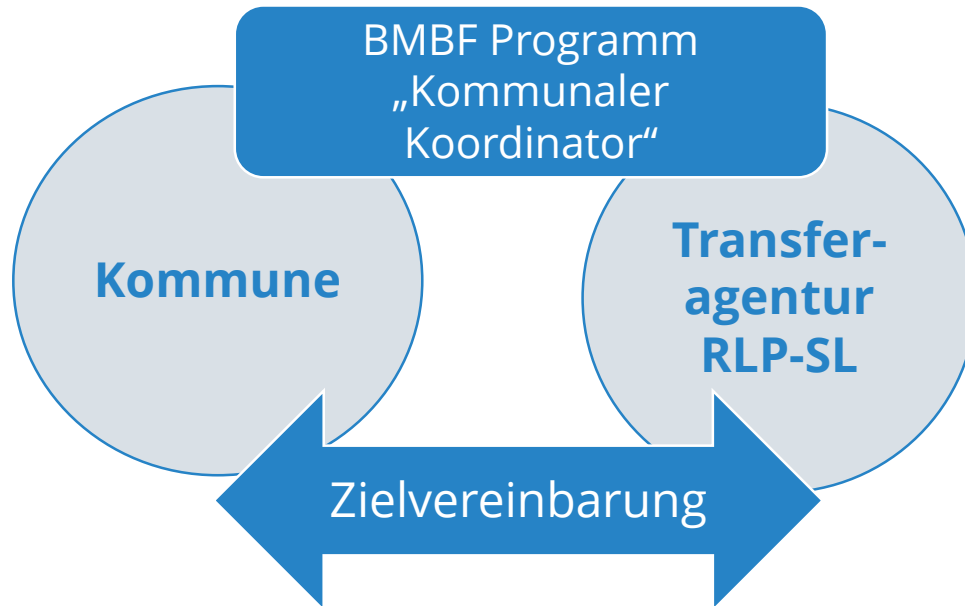 BMBF Programm
„Kommunaler
Koordinator“
Kommune
Transfer-
agentur
RLP-SL
Zielvereinbarung